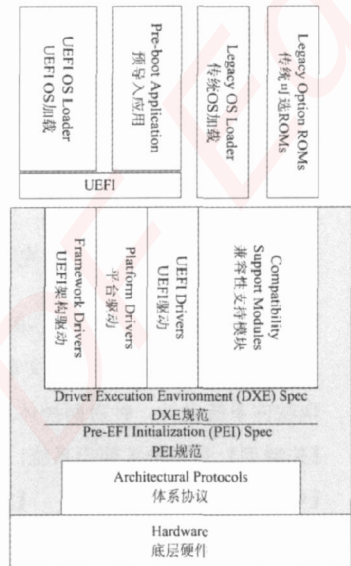 UEFI OS Loader
UEFI OS加载
Pre-boot Application
预导入应用
Legacy OS Loader
传统OS加载
Legacy Option ROMs
传统可选ROMs
UEFI
Framework Drivers
UEFI架构驱动
Platform Drivers
平台驱动
UEFI Drivers
UEFI驱动
Compatibility
Support Modules
兼容性支持模块
Driver Execution Environment (DXE) Spec
DXE规范
Pre-EFI Initialization (PEI) Spec
PEI规范
Architectural Protocols
体系协议
Hardware
底层硬件